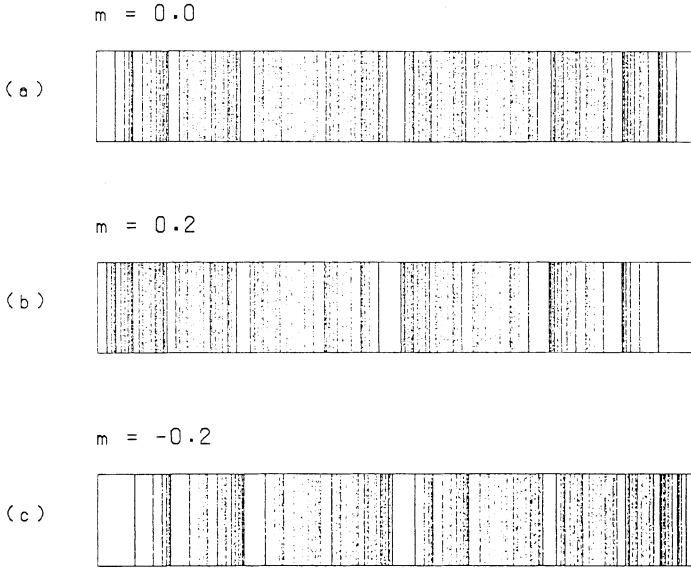 m = 0.0
(a)
m = 0.2
(b)
m = -0.2
(c)